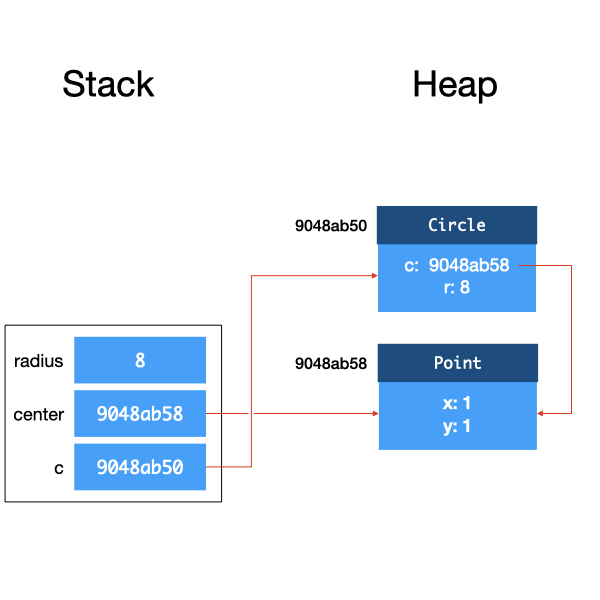 Stack
Heap
9048ab50
Circle
c: 9048ab58
r: 8
radius
8
center
9048ab58
c
9048ab50
9048ab58
Point
x: 1
y: 1